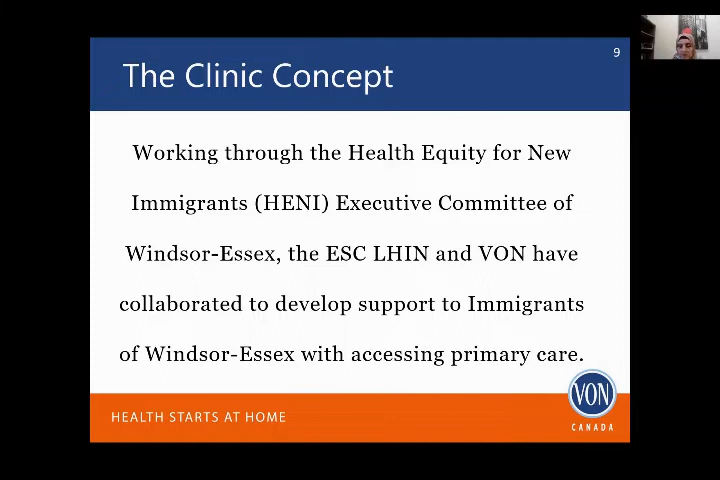 9
The Clinic Concept
Working through the Health Equity for New
Immigrants (HENI) Executive Committee of
Windsor-Essex, the ESC LHIN and VON have
collaborated to develop support to Immigrants
of Windsor-Essex with accessing primary care.
HEALTH STARTS AT HOME
VON
CANADA